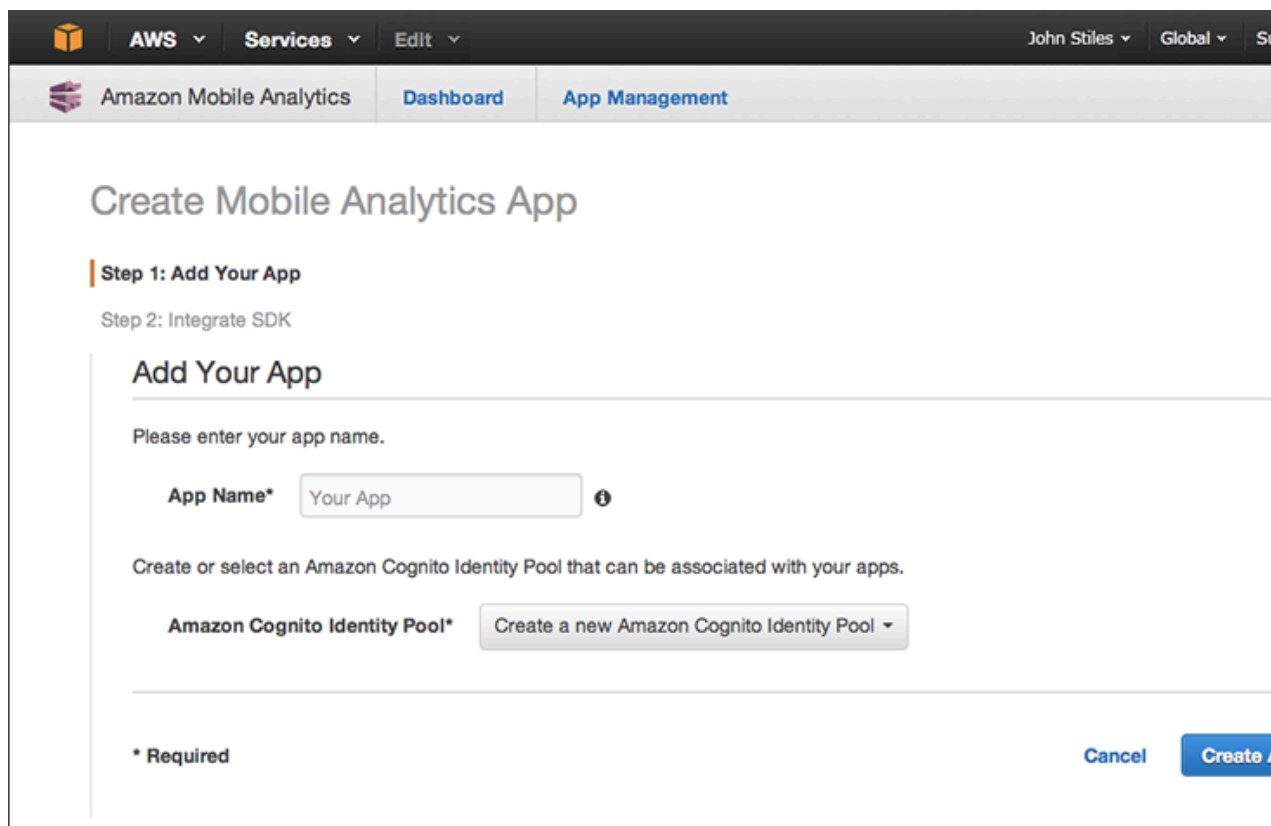 AWS Services Edit John Stiles Global
Amazon Mobile Analytics Dashboard App Management
Create Mobile Analytics App
Step 1: Add Your App
Step 2: Integrate SDK
Add Your App
Please enter your app name.
App Name* Your App
Create or select an Amazon Cognito Identity Pool that can be associated with your apps.
Amazon Cognito Identity Pool* Create a new Amazon Cognito Identity Pool
* Required Cancel Create